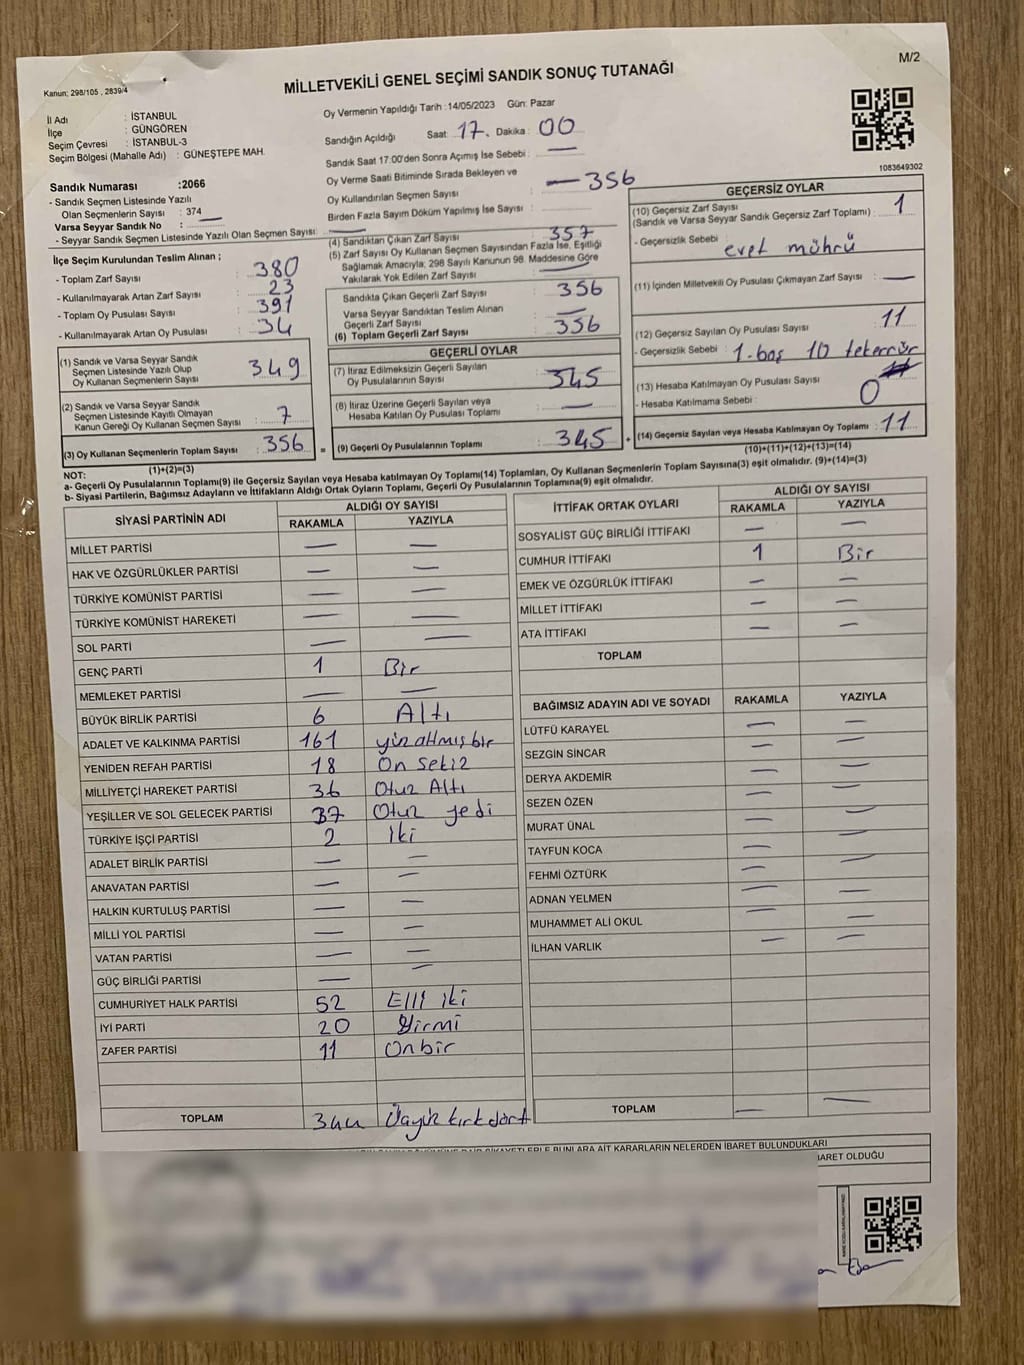 M/2
Kanun: 298/105 , 2839/4
MİLLETVEKİLİ GENEL SEÇİMİ SANDIK SONUÇ TUTANAĞI
İl Adı : İSTANBUL
İlçe : GÜNGÖREN
Seçim Çevresi : İSTANBUL-3
Seçim Bölgesi (Mahalle Adı) : GÜNEŞTEPE MAH.
Sandık Numarası :2066
- Sandık Seçmen Listesinde Yazılı
Olan Seçmenlerin Sayısı : 374
Varsa Seyyar Sandık No : —
- Seyyar Sandık Seçmen Listesinde Yazılı Olan Seçmen Sayısı: —
İlçe Seçim Kurulundan Teslim Alınan ;
- Toplam Zarf Sayısı : 380
- Kullanılmayarak Artan Zarf Sayısı : 23
- Toplam Oy Pusulası Sayısı : 391
- Kullanılmayarak Artan Oy Pusulası : 34
(1) Sandık ve Varsa Seyyar Sandık
Seçmen Listesinde Yazılı Olup
Oy Kullanan Seçmenlerin Sayısı : 349
(2) Sandık ve Varsa Seyyar Sandık
Seçmen Listesinde Kayıtlı Olmayan
Kanun Gereği Oy Kullanan Seçmen Sayısı : 7
(3) Oy Kullanan Seçmenlerin Toplam Sayısı : 356
(1)+(2)=(3)
Oy Vermenin Yapıldığı Tarih :14/05/2023 Gün: Pazar
Sandığın Açıldığı Saat: 17. Dakika : 00
Sandık Saat 17:00'den Sonra Açımış İse Sebebi : —
Oy Verme Saati Bitiminde Sırada Bekleyen ve
Oy Kullandırılan Seçmen Sayısı : — 356
Birden Fazla Sayım Döküm Yapılmış İse Sayısı :
(4) Sandıktan Çıkan Zarf Sayısı : 357
(5) Zarf Sayısı Oy Kullanan Seçmen Sayısından Fazla İse, Eşitliği
Sağlamak Amacıyla; 298 Sayılı Kanunun 98. Maddesine Göre
Yakılarak Yok Edilen Zarf Sayısı : —
Sandıkta Çıkan Geçerli Zarf Sayısı : 356
Varsa Seyyar Sandıktan Teslim Alınan
Geçerli Zarf Sayısı : —
(6) Toplam Geçerli Zarf Sayısı : 356
GEÇERLİ OYLAR
(7) İtiraz Edilmeksizin Geçerli Sayılan
Oy Pusulalarının Sayısı : 345
(8) İtiraz Üzerine Geçerli Sayılan veya
Hesaba Katılan Oy Pusulası Toplamı : —
(9) Geçerli Oy Pusulalarının Toplamı : 345
1083649302
GEÇERSİZ OYLAR
(10) Geçersiz Zarf Sayısı
(Sandık ve Varsa Seyyar Sandık Geçersiz Zarf Toplamı) : 1
- Geçersizlik Sebebi : evet mührü
(11) İçinden Milletvekili Oy Pusulası Çıkmayan Zarf Sayısı : —
(12) Geçersiz Sayılan Oy Pusulası Sayısı : 11
- Geçersizlik Sebebi : 1.boş 10 tekerrür
(13) Hesaba Katılmayan Oy Pusulası Sayısı : 0
- Hesaba Katılmama Sebebi :
(14) Geçersiz Sayılan veya Hesaba Katılmayan Oy Toplamı : 11
(10)+(11)+(12)+(13)=(14)
NOT:
a- Geçerli Oy Pusulalarının Toplamı(9) ile Geçersiz Sayılan veya Hesaba katılmayan Oy Toplamı(14) Toplamları, Oy Kullanan Seçmenlerin Toplam Sayısına(3) eşit olmalıdır. (9)+(14)=(3)
b- Siyasi Partilerin, Bağımsız Adayların ve İttifakların Aldığı Ortak Oyların Toplamı, Geçerli Oy Pusulalarının Toplamına(9) eşit olmalıdır.
SİYASİ PARTİNİN ADI ALDIĞI OY SAYISI
RAKAMLA YAZIYLA
MİLLET PARTİSİ — —
HAK VE ÖZGÜRLÜKLER PARTİSİ — —
TÜRKİYE KOMÜNİST PARTİSİ — —
TÜRKİYE KOMÜNİST HAREKETİ — —
SOL PARTİ — —
GENÇ PARTİ 1 Bir
MEMLEKET PARTİSİ — —
BÜYÜK BİRLİK PARTİSİ 6 Altı
ADALET VE KALKINMA PARTİSİ 161 yüz altmış bir
YENİDEN REFAH PARTİSİ 18 On sekiz
MİLLİYETÇİ HAREKET PARTİSİ 36 Otuz Altı
YEŞİLLER VE SOL GELECEK PARTİSİ 37 Otuz yedi
TÜRKİYE İŞÇİ PARTİSİ 2 İki
ADALET BİRLİK PARTİSİ — —
ANAVATAN PARTİSİ — —
HALKIN KURTULUŞ PARTİSİ — —
MİLLİ YOL PARTİSİ — —
VATAN PARTİSİ — —
GÜÇ BİRLİĞİ PARTİSİ — —
CUMHURİYET HALK PARTİSİ 52 Elli iki
İYİ PARTİ 20 Yirmi
ZAFER PARTİSİ 11 Onbir
TOPLAM 344 Üçyüz kırk dört
İTTİFAK ORTAK OYLARI ALDIĞI OY SAYISI
RAKAMLA YAZIYLA
SOSYALİST GÜÇ BİRLİĞİ İTTİFAKI — —
CUMHUR İTTİFAKI 1 Bir
EMEK VE ÖZGÜRLÜK İTTİFAKI — —
MİLLET İTTİFAKI — —
ATA İTTİFAKI — —
TOPLAM
BAĞIMSIZ ADAYIN ADI VE SOYADI RAKAMLA YAZIYLA
LÜTFÜ KARAYEL — —
SEZGİN SİNCAR — —
DERYA AKDEMİR — —
SEZEN ÖZEN — —
MURAT ÜNAL — —
TAYFUN KOCA — —
FEHMİ ÖZTÜRK — —
ADNAN YELMEN — —
MUHAMMET ALİ OKUL — —
İLHAN VARLIK — —
TOPLAM — —
BUNLARA AİT KARARLARIN NELERDEN İBARET BULUNDUKLARI
OLDUĞU